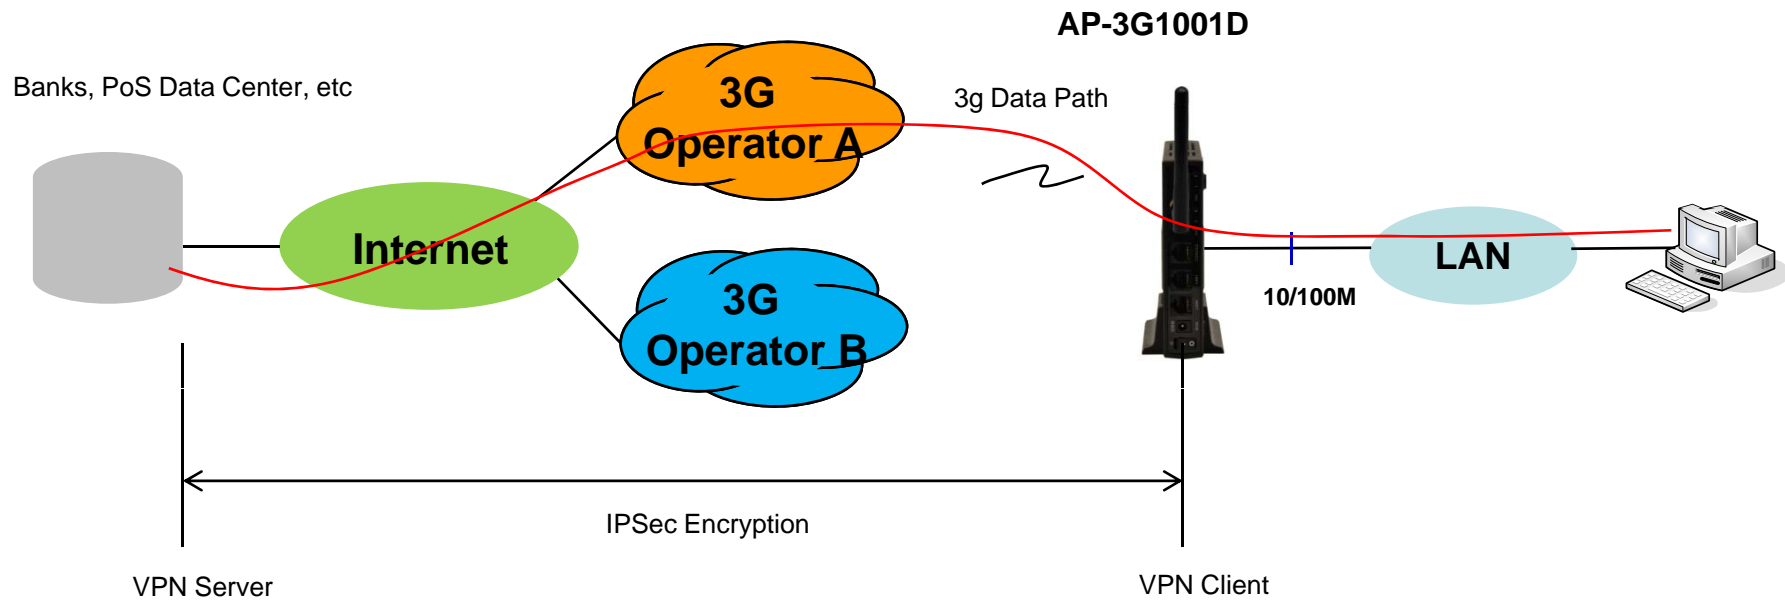 AP-3G1001D
Banks, PoS Data Center, etc
3G
Operator A
3g Data Path
Internet
LAN
10/100M
3G
Operator B
IPSec Encryption
VPN Server
VPN Client